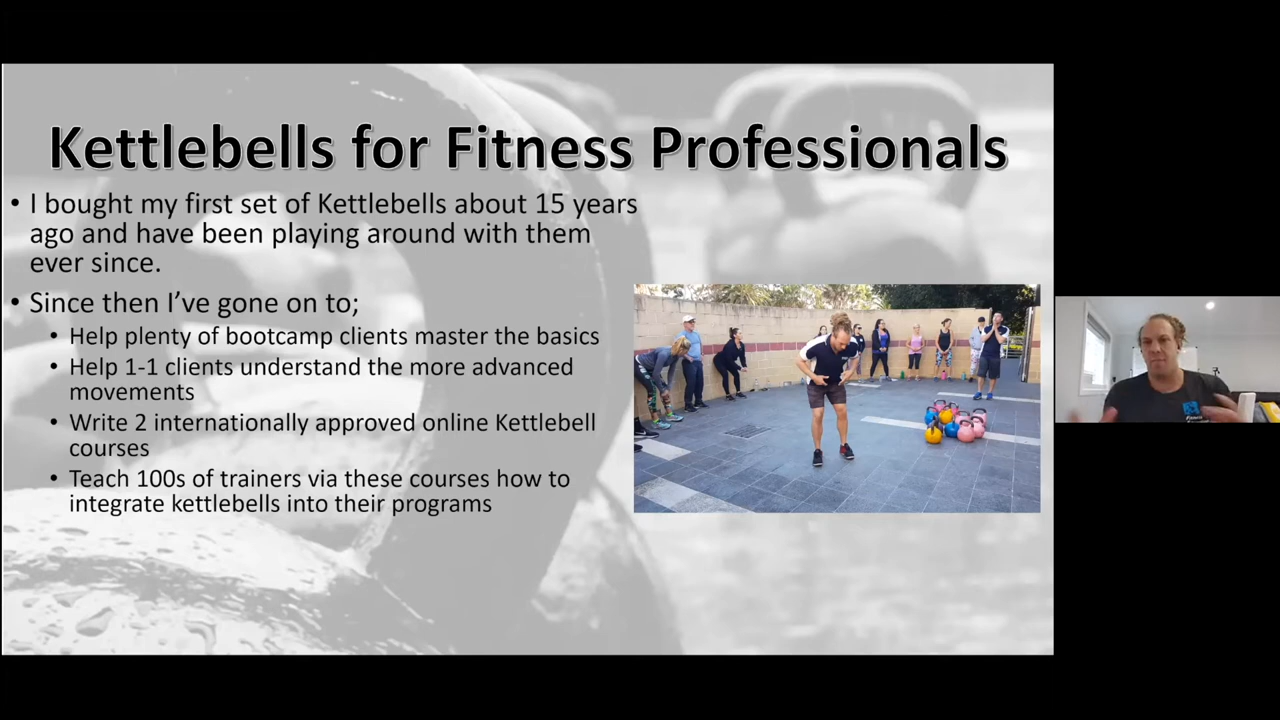 Kettlebells for Fitness Professionals
• I bought my first set of Kettlebells about 15 years
ago and have been playing around with them
ever since.
• Since then I’ve gone on to;
• Help plenty of bootcamp clients master the basics
• Help 1-1 clients understand the more advanced
movements
• Write 2 internationally approved online Kettlebell
courses
• Teach 100s of trainers via these courses how to
integrate kettlebells into their programs